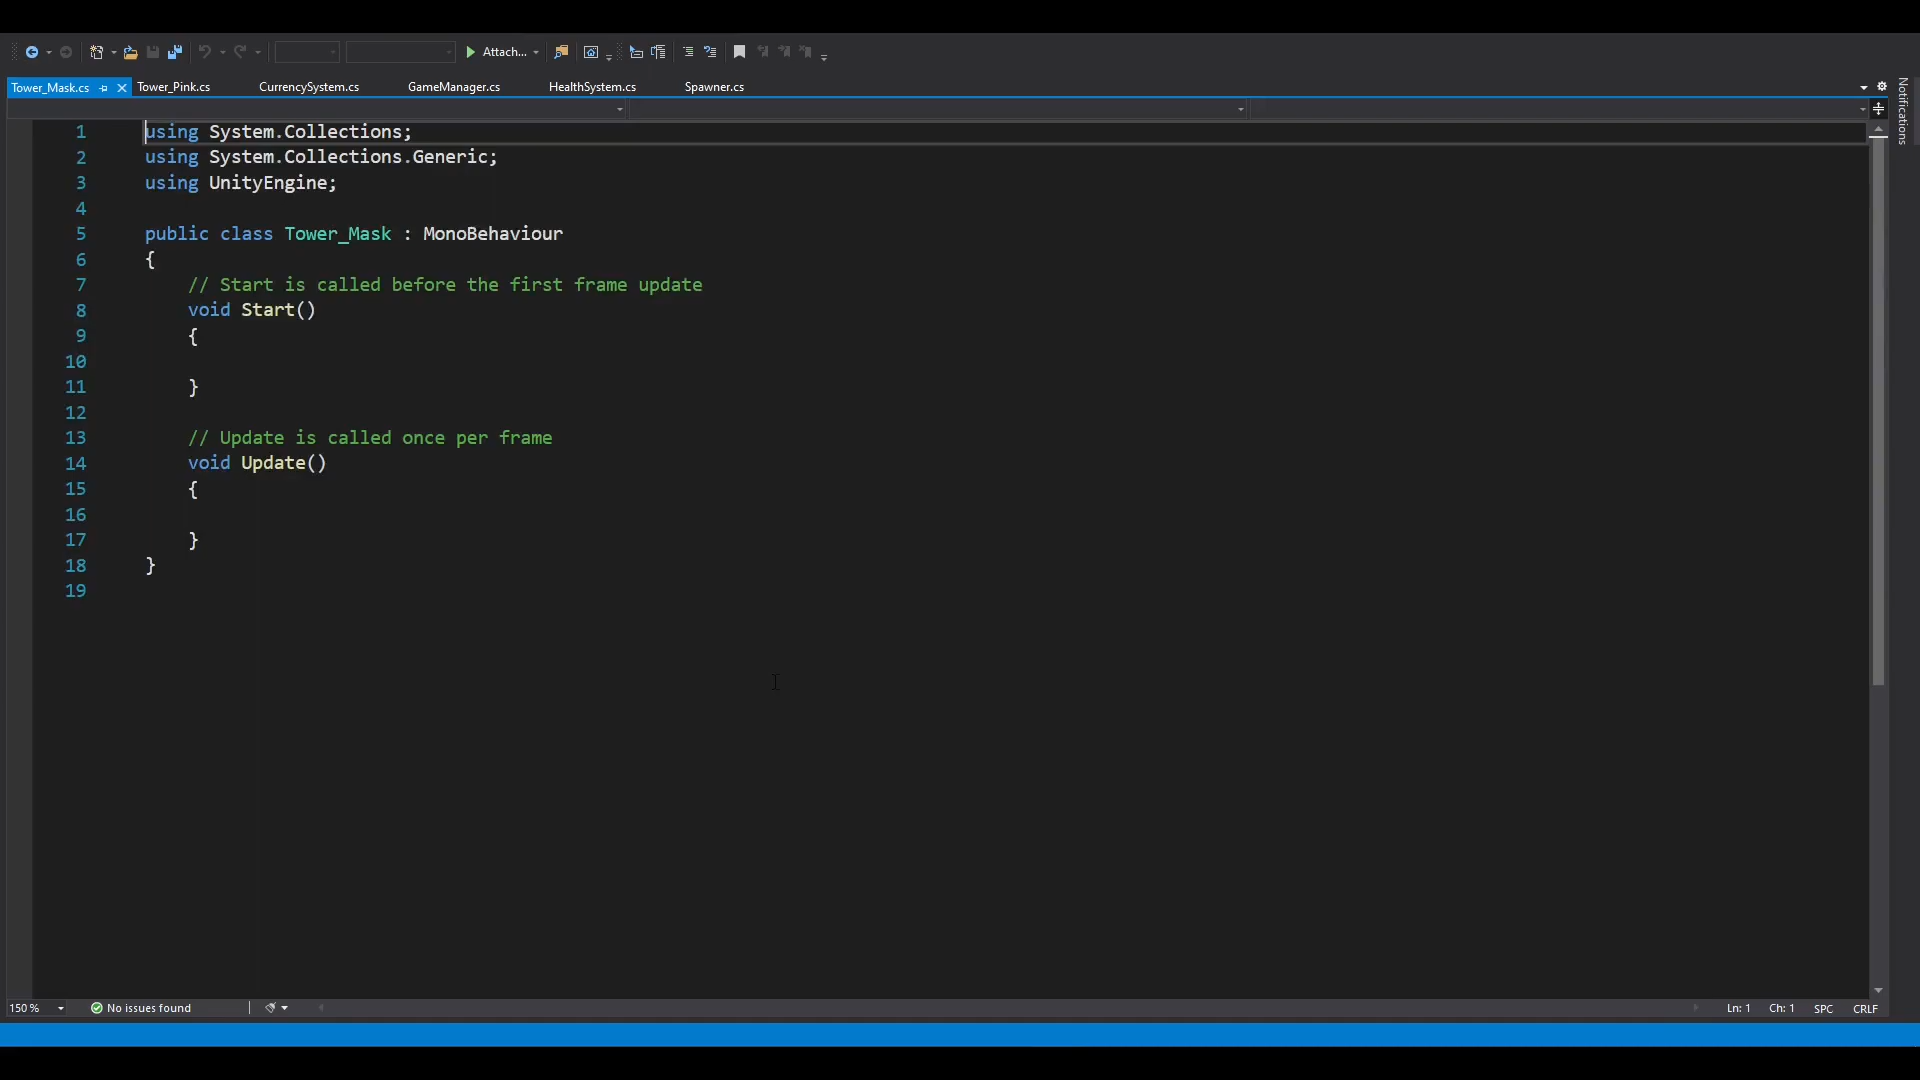 Attach...
Tower_Mask.cs Tower_Pink.cs CurrencySystem.cs GameManager.cs HealthSystem.cs Spawner.cs
Notifications
1 using System.Collections;
2 using System.Collections.Generic;
3 using UnityEngine;
4
5 public class Tower_Mask : MonoBehaviour
6 {
7 // Start is called before the first frame update
8 void Start()
9 {
10
11 }
12
13 // Update is called once per frame
14 void Update()
15 {
16
17 }
18 }
19
150 % No issues found Ln: 1 Ch: 1 SPC CRLF